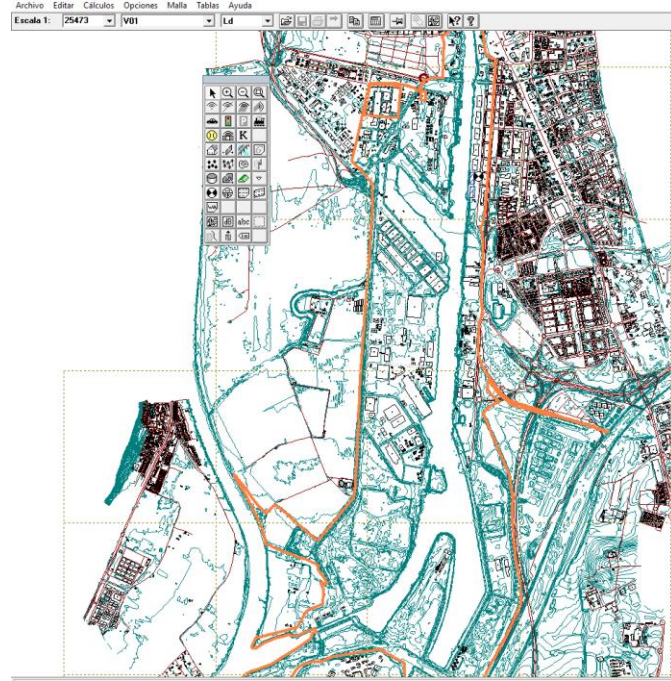 Archivo Editar Cálculos Opciones Malla Tablas Ayuda
Escala 1: 25473 V01 Ld
K
abc